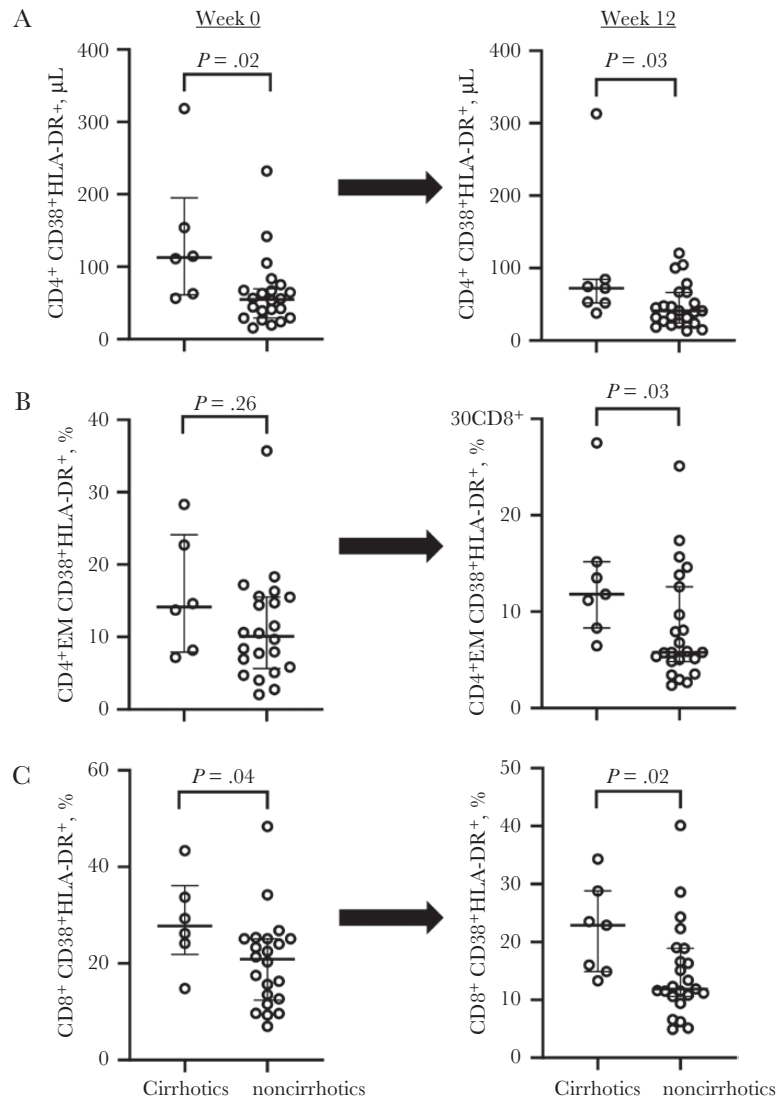 A
Week 0
Week 12
CD4+ CD38+HLA-DR+, µL
400
300
200
100
0
P = .02
CD4+ CD38+HLA-DR+, µL
400
300
200
100
0
P = .03
B
CD4+EM CD38+HLA-DR+, %
40
30
20
10
0
P = .26
CD4+EM CD38+HLA-DR+, %
30CD8+
20
10
0
P = .03
C
CD8+ CD38+HLA-DR+, %
60
40
20
0
P = .04
Cirrhotics noncirrhotics
CD8+ CD38+HLA-DR+, %
50
40
30
20
10
0
P = .02
Cirrhotics noncirrhotics